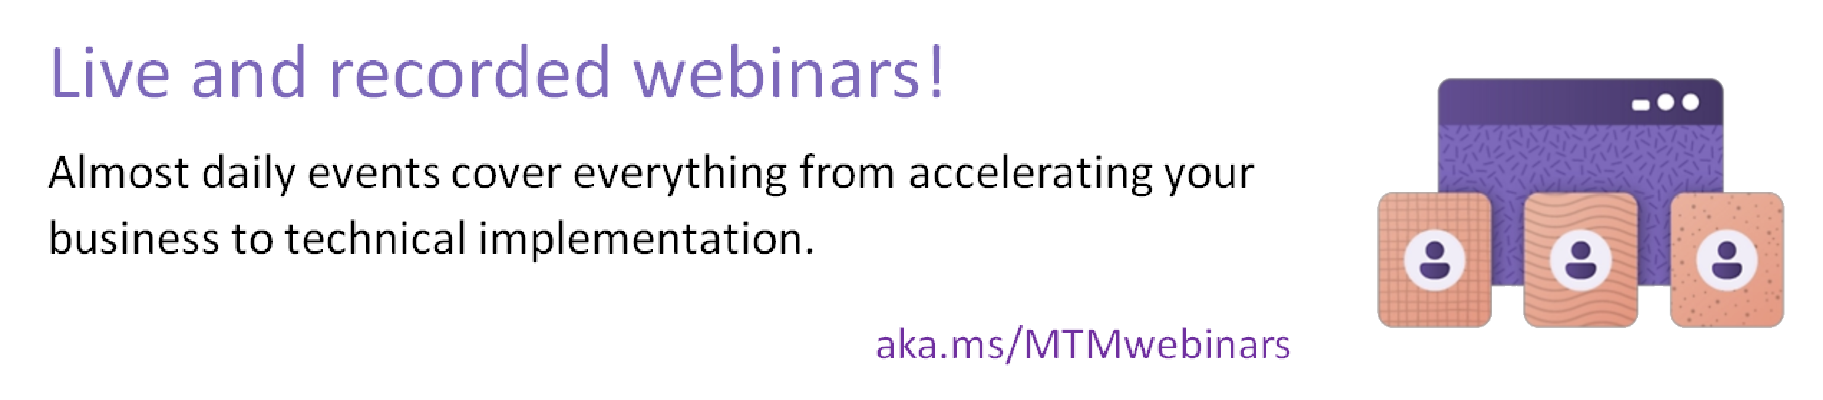 Live and recorded webinars!
Almost daily events cover everything from accelerating your
business to technical implementation.
aka.ms/MTMwebinars